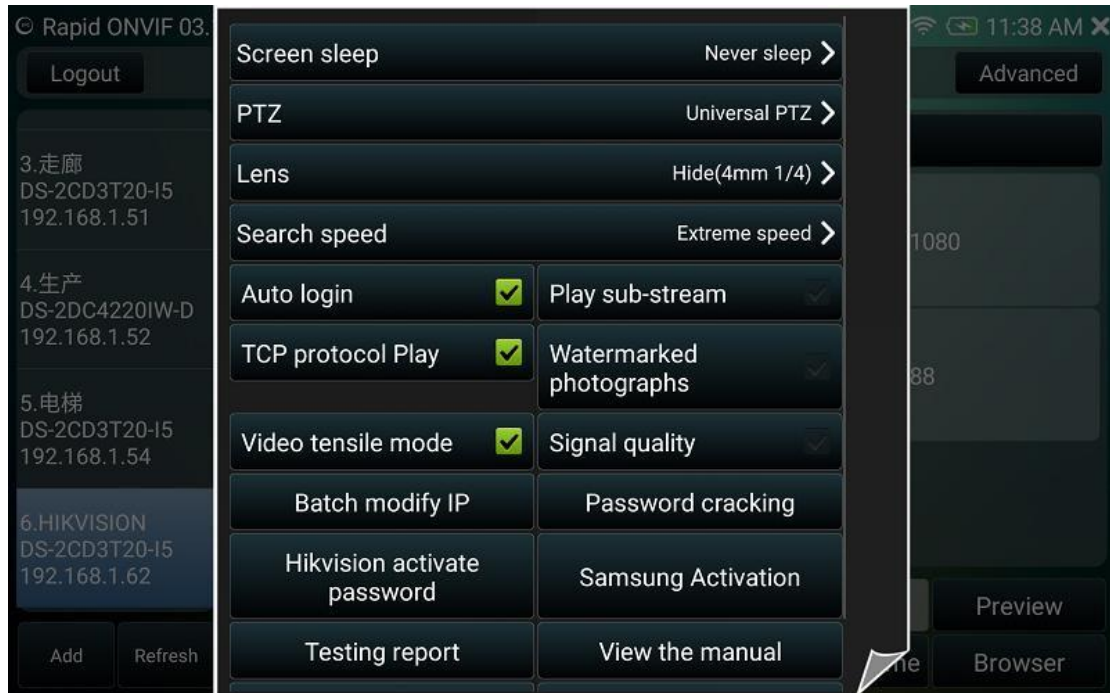 Rapid ONVIF 03.
11:38 AM
Logout
Advanced
3.走廊
DS-2CD3T20-I5
192.168.1.51
4.生产
DS-2DC4220IW-D
192.168.1.52
5.电梯
DS-2CD3T20-I5
192.168.1.54
6.HIKVISION
DS-2CD3T20-I5
192.168.1.62
Add Refresh
Screen sleep Never sleep
PTZ Universal PTZ
Lens Hide(4mm 1/4)
Search speed Extreme speed
Auto login Play sub-stream
TCP protocol Play Watermarked
photographs
Video tensile mode Signal quality
Batch modify IP Password cracking
Hikvision activate
password Samsung Activation
Testing report View the manual
1080
88
Preview
Browser